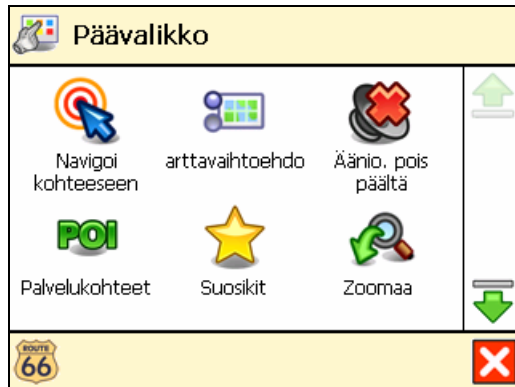 Päävalikko
Navigoi
kohteeseen
arttavaihtoehdo
Äänio. pois
päältä
POI
Palvelukohteet
Suosikit
Zoomaa
ROUTE
66